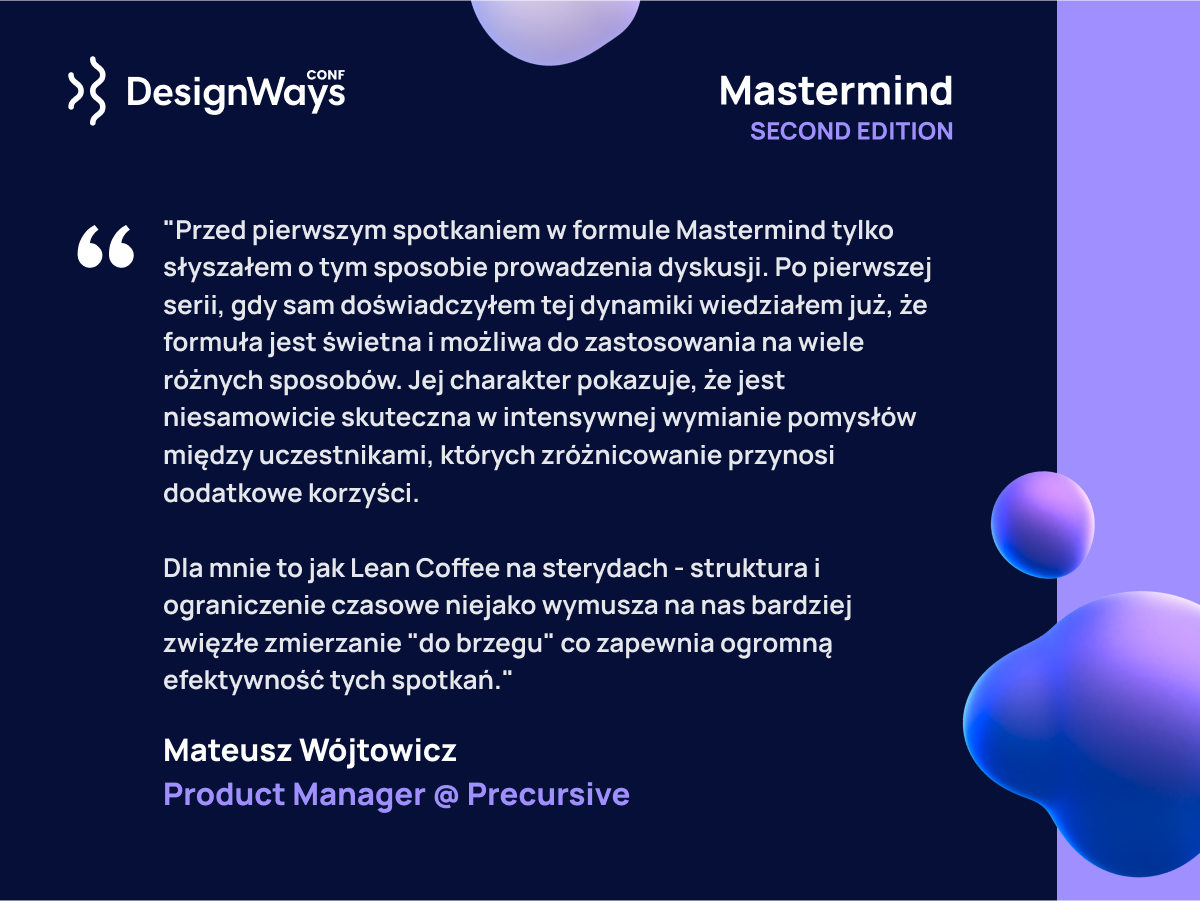 DesignWays CONF
Mastermind
SECOND EDITION
"Przed pierwszym spotkaniem w formule Mastermind tylko
słyszałem o tym sposobie prowadzenia dyskusji. Po pierwszej
serii, gdy sam doświadczyłem tej dynamiki wiedziałem już, że
formuła jest świetna i możliwa do zastosowania na wiele
różnych sposobów. Jej charakter pokazuje, że jest
niesamowicie skuteczna w intensywnej wymianie pomysłów
między uczestnikami, których zróżnicowanie przynosi
dodatkowe korzyści.
Dla mnie to jak Lean Coffee na sterydach - struktura i
ograniczenie czasowe niejako wymusza na nas bardziej
zwięzłe zmierzanie "do brzegu" co zapewnia ogromną
efektywność tych spotkań."
Mateusz Wójtowicz
Product Manager @ Precursive